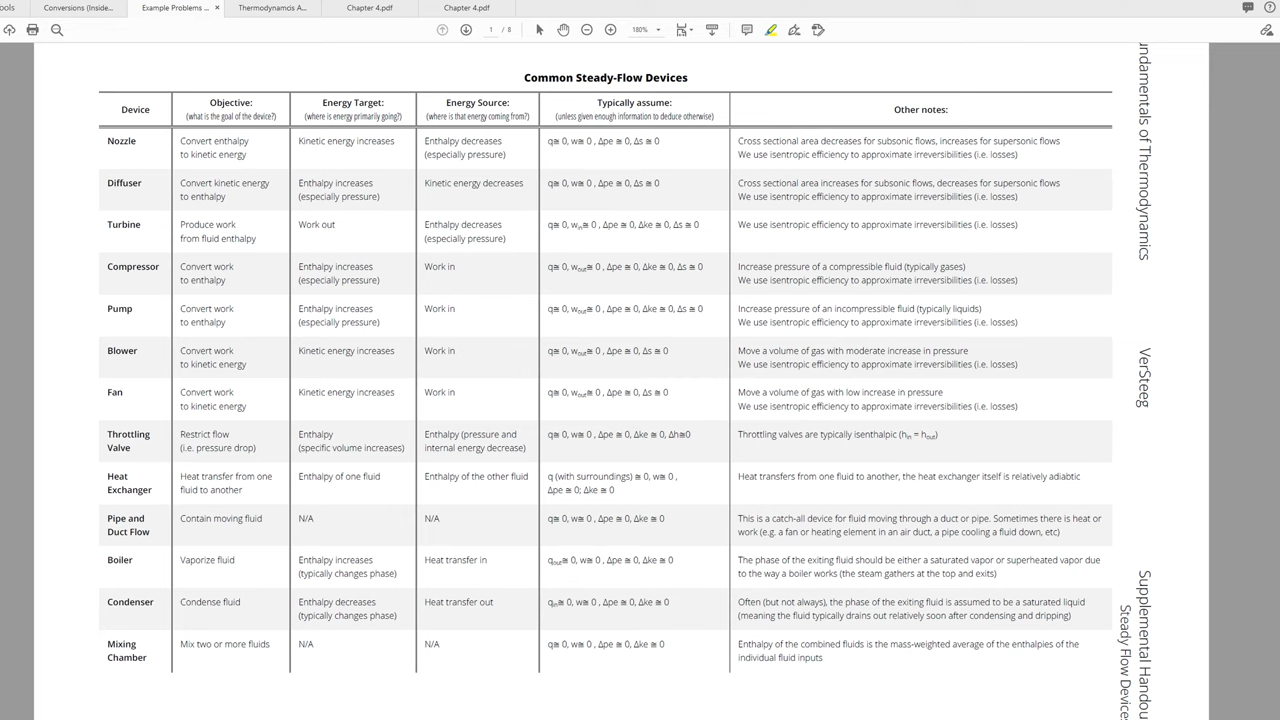 ools
Conversions (Inside...
Example Problems ... ×
Thermodynamcis A...
Chapter 4.pdf
Chapter 4.pdf
1 / 8
180%
Common Steady-Flow Devices
Device
Objective:
(what is the goal of the device?)
Energy Target:
(where is energy primarily going?)
Energy Source:
(where is that energy coming from?)
Typically assume:
(unless given enough information to deduce otherwise)
Other notes:
Nozzle
Convert enthalpy
to kinetic energy
Kinetic energy increases
Enthalpy decreases
(especially pressure)
q≅ 0, w≅ 0 , Δpe ≅ 0, Δs ≅ 0
Cross sectional area decreases for subsonic flows, increases for supersonic flows
We use isentropic efficiency to approximate irreversibilities (i.e. losses)
Diffuser
Convert kinetic energy
to enthalpy
Enthalpy increases
(especially pressure)
Kinetic energy decreases
q≅ 0, w≅ 0 , Δpe ≅ 0, Δs ≅ 0
Cross sectional area increases for subsonic flows, decreases for supersonic flows
We use isentropic efficiency to approximate irreversibilities (i.e. losses)
Turbine
Produce work
from fluid enthalpy
Work out
Enthalpy decreases
(especially pressure)
q≅ 0, win≅ 0 , Δpe ≅ 0, Δke ≅ 0, Δs ≅ 0
We use isentropic efficiency to approximate irreversibilities (i.e. losses)
Compressor
Convert work
to enthalpy
Enthalpy increases
(especially pressure)
Work in
q≅ 0, wout≅ 0 , Δpe ≅ 0, Δke ≅ 0, Δs ≅ 0
Increase pressure of a compressible fluid (typically gases)
We use isentropic efficiency to approximate irreversibilities (i.e. losses)
Pump
Convert work
to enthalpy
Enthalpy increases
(especially pressure)
Work in
q≅ 0, wout≅ 0 , Δpe ≅ 0, Δke ≅ 0, Δs ≅ 0
Increase pressure of an incompressible fluid (typically liquids)
We use isentropic efficiency to approximate irreversibilities (i.e. losses)
Blower
Convert work
to kinetic energy
Kinetic energy increases
Work in
q≅ 0, wout≅ 0 , Δpe ≅ 0, Δs ≅ 0
Move a volume of gas with moderate increase in pressure
We use isentropic efficiency to approximate irreversibilities (i.e. losses)
Fan
Convert work
to kinetic energy
Kinetic energy increases
Work in
q≅ 0, wout≅ 0 , Δpe ≅ 0, Δs ≅ 0
Move a volume of gas with low increase in pressure
We use isentropic efficiency to approximate irreversibilities (i.e. losses)
Throttling
Valve
Restrict flow
(i.e. pressure drop)
Enthalpy
(specific volume increases)
Enthalpy (pressure and
internal energy decrease)
q≅ 0, w≅ 0 , Δpe ≅ 0, Δke ≅ 0, Δh≅0
Throttling valves are typically isenthalpic (hin = hout)
Heat
Exchanger
Heat transfer from one
fluid to another
Enthalpy of one fluid
Enthalpy of the other fluid
q (with surroundings) ≅ 0, w≅ 0 ,
Δpe ≅ 0; Δke ≅ 0
Heat transfers from one fluid to another, the heat exchanger itself is relatively adiabtic
Pipe and
Duct Flow
Contain moving fluid
N/A
N/A
q≅ 0, w≅ 0 , Δpe ≅ 0, Δke ≅ 0
This is a catch-all device for fluid moving through a duct or pipe. Sometimes there is heat or
work (e.g. a fan or heating element in an air duct, a pipe cooling a fluid down, etc)
Boiler
Vaporize fluid
Enthalpy increases
(typically changes phase)
Heat transfer in
qout≅ 0, w≅ 0 , Δpe ≅ 0, Δke ≅ 0
The phase of the exiting fluid should be either a saturated vapor or superheated vapor due
to the way a boiler works (the steam gathers at the top and exits)
Condenser
Condense fluid
Enthalpy decreases
(typically changes phase)
Heat transfer out
qin≅ 0, w≅ 0 , Δpe ≅ 0, Δke ≅ 0
Often (but not always), the phase of the exiting fluid is assumed to be a saturated liquid
(meaning the fluid typically drains out relatively soon after condensing and dripping)
Mixing
Chamber
Mix two or more fluids
N/A
N/A
q≅ 0, w≅ 0 , Δpe ≅ 0, Δke ≅ 0
Enthalpy of the combined fluids is the mass-weighted average of the enthalpies of the
individual fluid inputs
undamentals of Thermodynamics
VerSteeg
Supplemental Handou
Steady Flow Devices